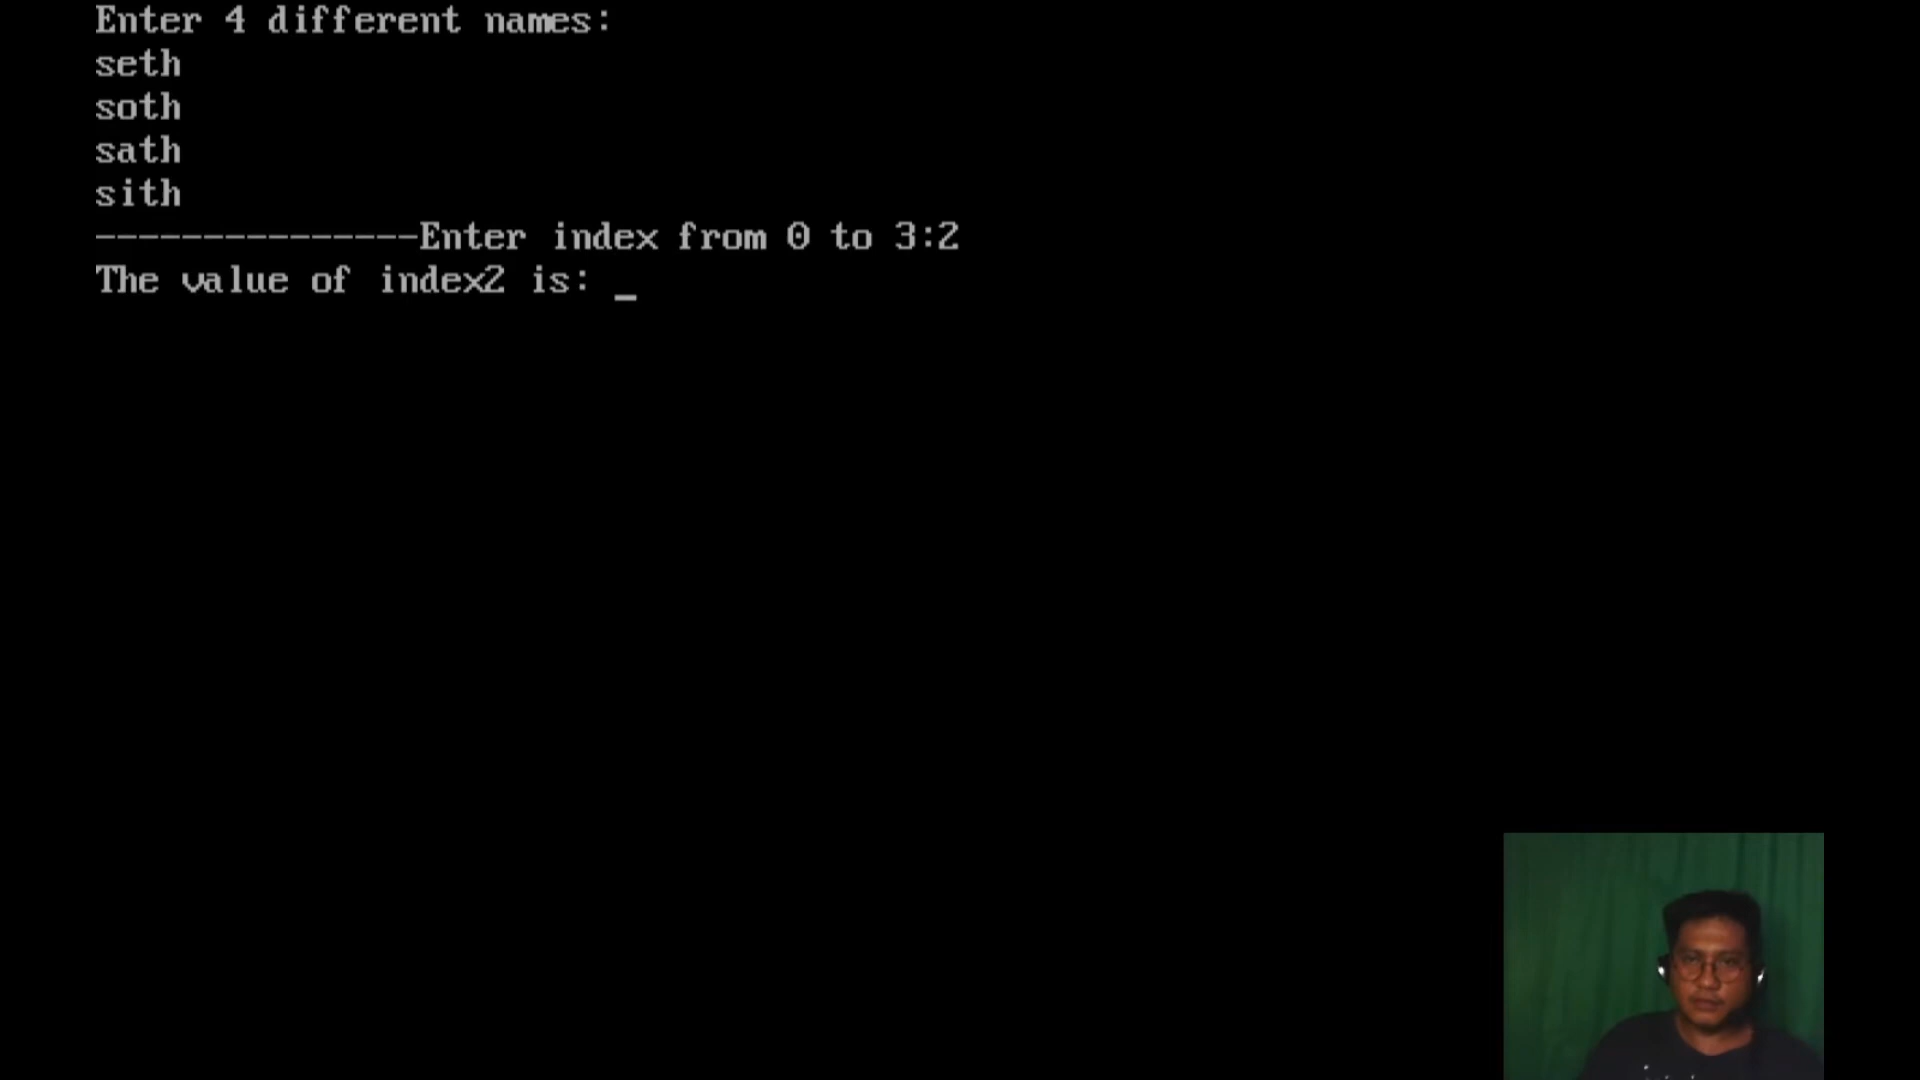 Enter 4 different names:
seth
soth
sath
sith
---------------Enter index from 0 to 3:2
The value of index2 is: _